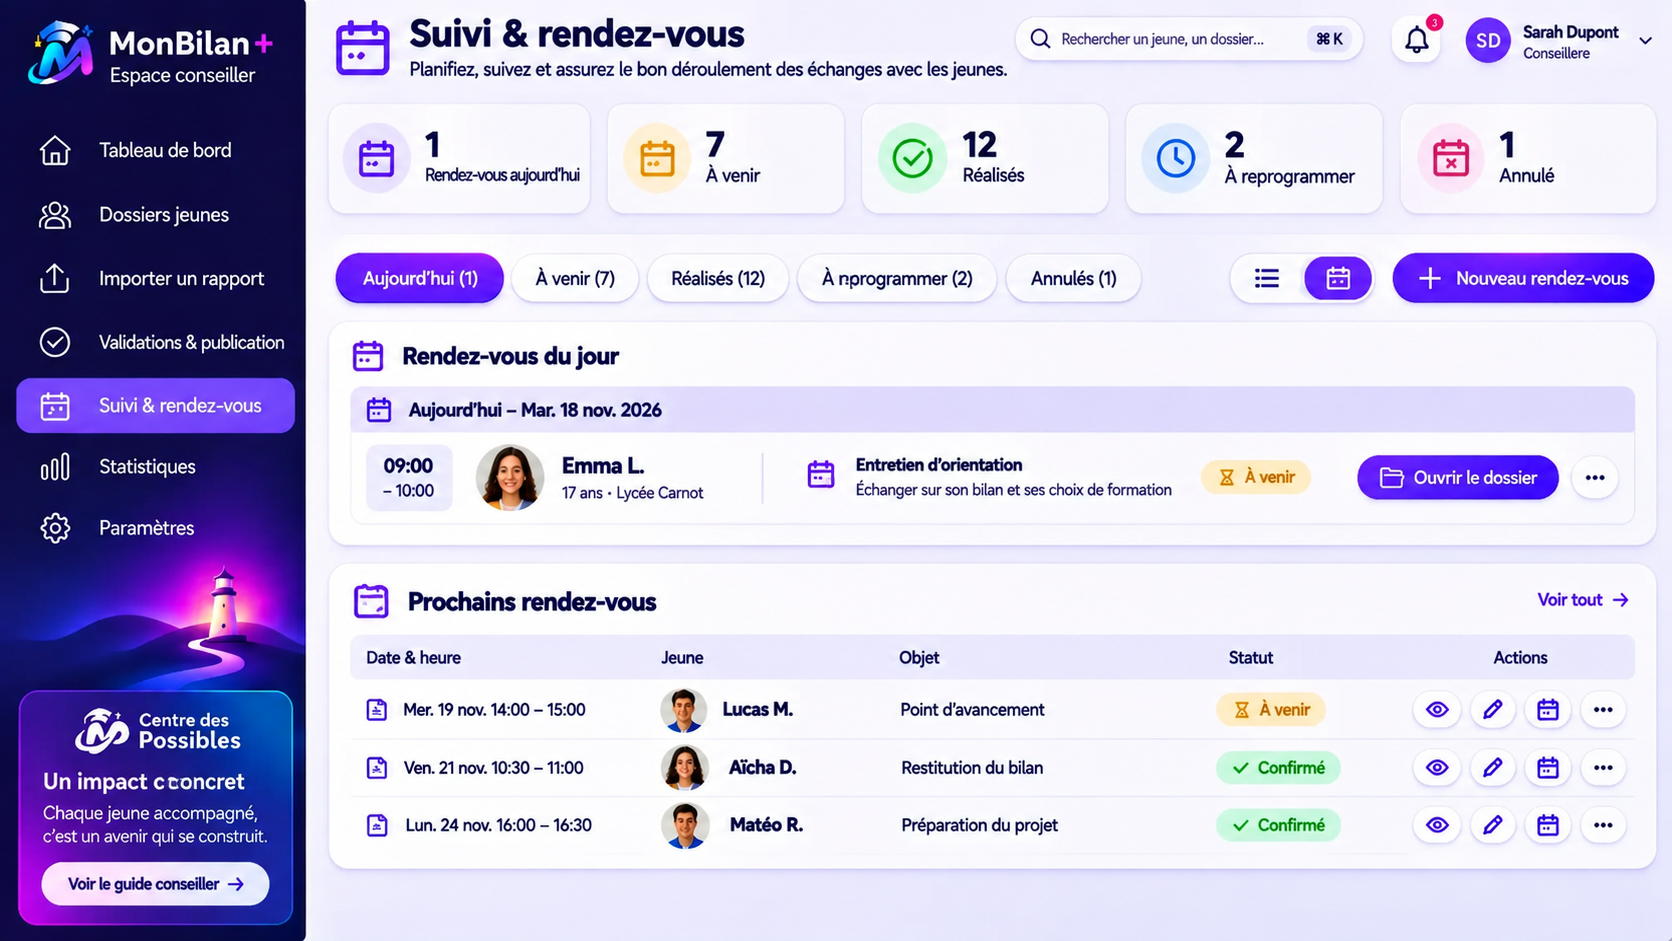 MonBilan+
Espace conseiller
Tableau de bord
Dossiers jeunes
Importer un rapport
Validations & publication
Suivi & rendez-vous
Statistiques
Paramètres
Centre des
Possibles
Un impact concret
Chaque jeune accompagné,
c'est un avenir qui se construit.
Voir le guide conseiller →
Suivi & rendez-vous
Planifiez, suivez et assurez le bon déroulement des échanges avec les jeunes.
Rechercher un jeune, un dossier... ⌘ K
3
SD
Sarah Dupont
Conseillere
1
Rendez-vous aujourd'hui
7
À venir
12
Réalisés
2
À reprogrammer
1
Annulé
Aujourd'hui (1)
À venir (7)
Réalisés (12)
À rprogrammer (2)
Annulés (1)
+ Nouveau rendez-vous
Rendez-vous du jour
Aujourd'hui – Mar. 18 nov. 2026
09:00
– 10:00
Emma L.
17 ans • Lycée Carnot
Entretien d'orientation
Échanger sur son bilan et ses choix de formation
À venir
Ouvrir le dossier
Prochains rendez-vous
Voir tout →
Date & heure Jeune Objet Statut Actions
Mer. 19 nov. 14:00 – 15:00 Lucas M. Point d'avancement À venir
Ven. 21 nov. 10:30 – 11:00 Aïcha D. Restitution du bilan Confirmé
Lun. 24 nov. 16:00 – 16:30 Matéo R. Préparation du projet Confirmé